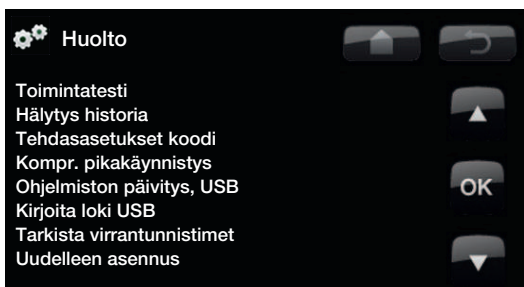 Huolto
Toimintatesti
Hälytys historia
Tehdasasetukset koodi
Kompr. pikakäynnistys
Ohjelmiston päivitys, USB
OK
Kirjoita loki USB
Tarkista virrantunnistimet
Uudelleen asennus